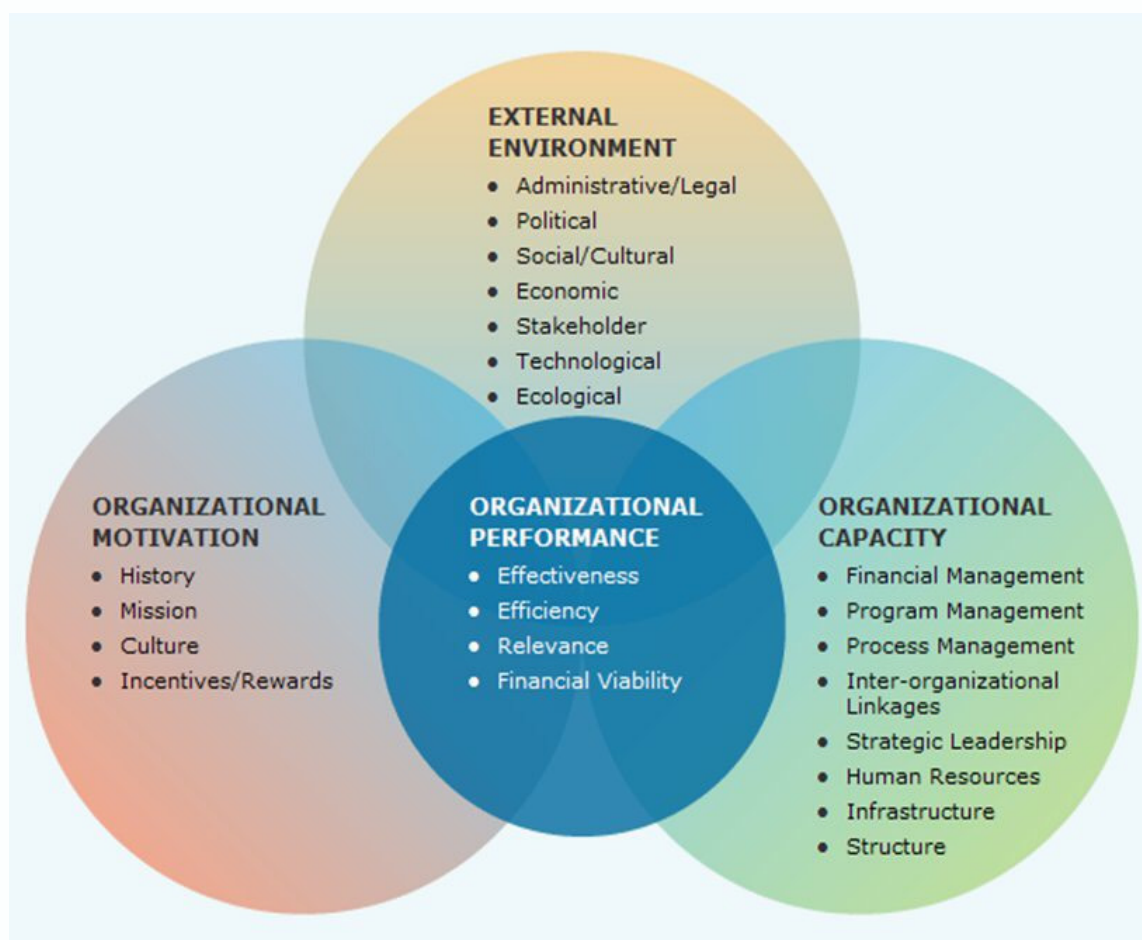 EXTERNAL
ENVIRONMENT
• Administrative/Legal
• Political
• Social/Cultural
• Economic
• Stakeholder
• Technological
• Ecological
ORGANIZATIONAL
MOTIVATION
• History
• Mission
• Culture
• Incentives/Rewards
ORGANIZATIONAL
PERFORMANCE
• Effectiveness
• Efficiency
• Relevance
• Financial Viability
ORGANIZATIONAL
CAPACITY
• Financial Management
• Program Management
• Process Management
• Inter-organizational
Linkages
• Strategic Leadership
• Human Resources
• Infrastructure
• Structure